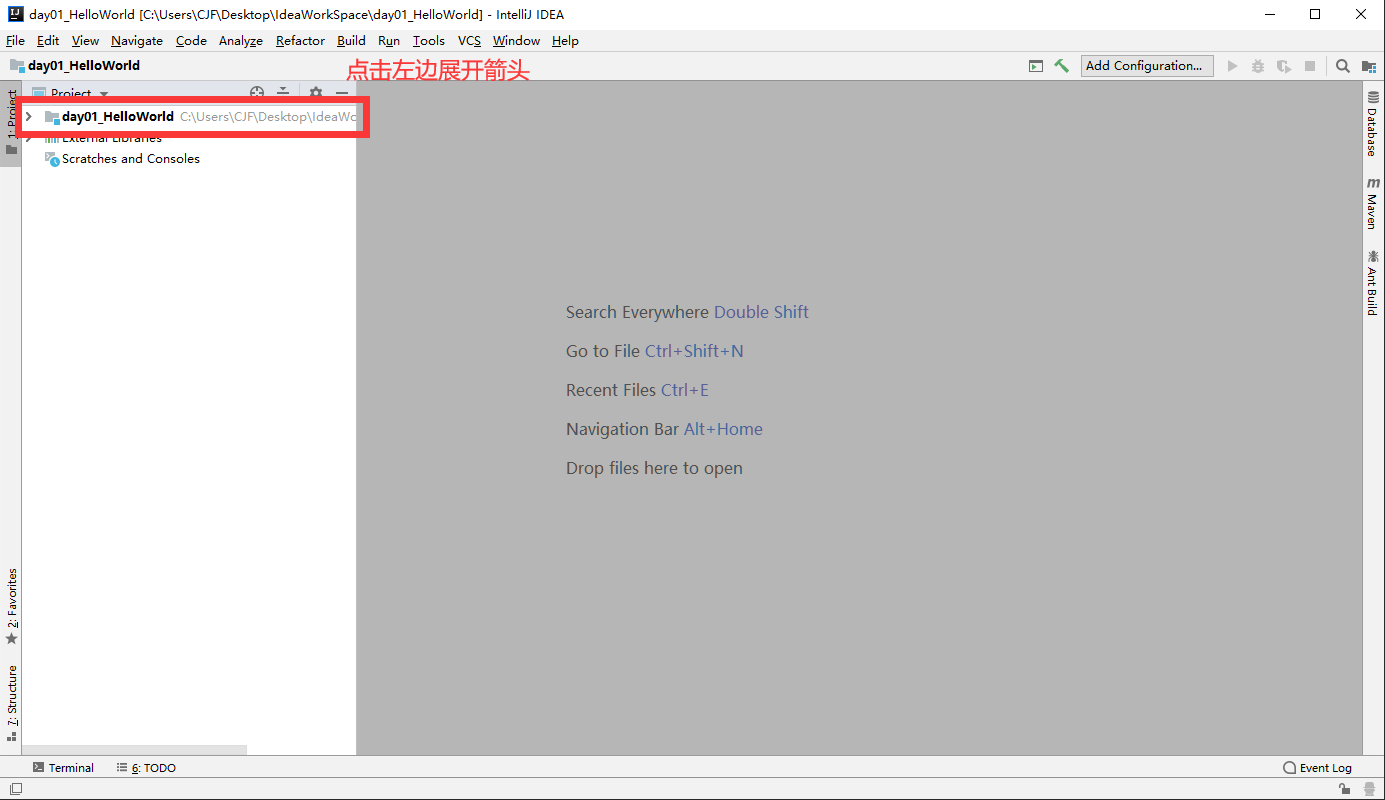 day01_HelloWorld [C:\Users\CJF\Desktop\IdeaWorkSpace\day01_HelloWorld] - IntelliJ IDEA
File Edit View Navigate Code Analyze Refactor Build Run Tools VCS Window Help
day01_HelloWorld
点击左边展开箭头
Add Configuration...
Project
day01_HelloWorld C:\Users\CJF\Desktop\IdeaWo
External Libraries
Scratches and Consoles
1: Project
2: Favorites
7: Structure
Search Everywhere Double Shift
Go to File Ctrl+Shift+N
Recent Files Ctrl+E
Navigation Bar Alt+Home
Drop files here to open
Database
m Maven
Ant Build
Terminal 6: TODO
Event Log